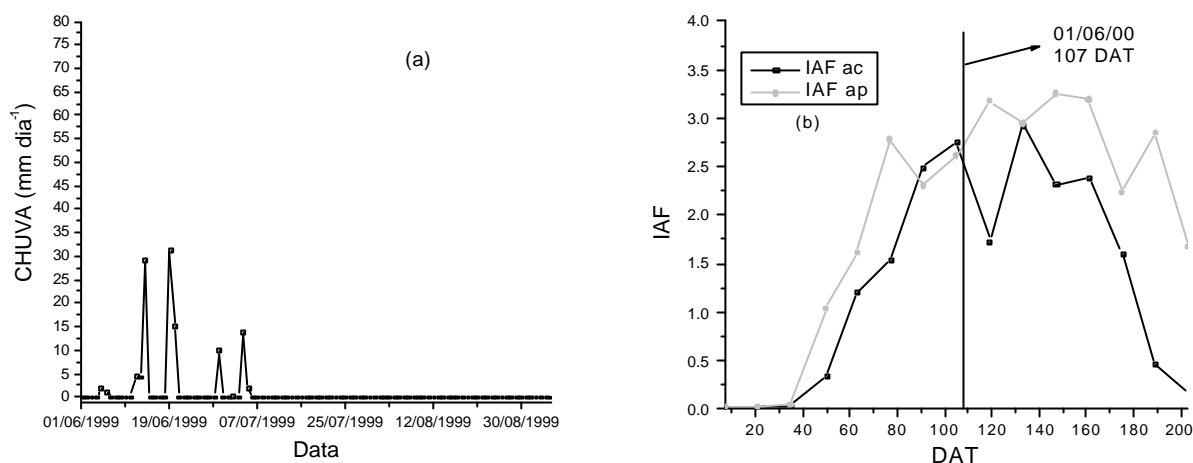 80
75
70
65
60
55
50
45
40
35
30
25
20
15
10
5
0
CHUVA (mm dia⁻¹)
(a)
01/06/1999 19/06/1999 07/07/1999 25/07/1999 12/08/1999 30/08/1999
Data
4.0
3.5
3.0
2.5
2.0
1.5
1.0
0.5
0.0
IAF
IAF ac
IAF ap
(b)
01/06/00
107 DAT
20 40 60 80 100 120 140 160 180 200
DAT